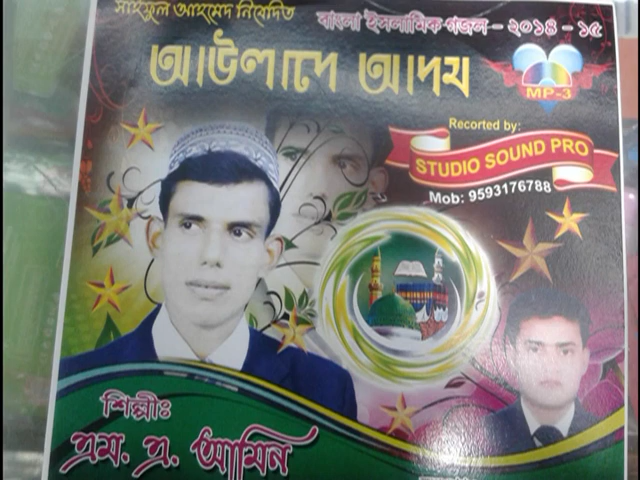 সাইফুল আহমেদ নিবেদিত
বাংলা ইসলামিক গজল - ২০১৪ - ১৫
আউলাদে আদম
MP-3
Recorted by:
STUDIO SOUND PRO
Mob: 9593176788
শিল্পীঃ
এম. এ. আমিন